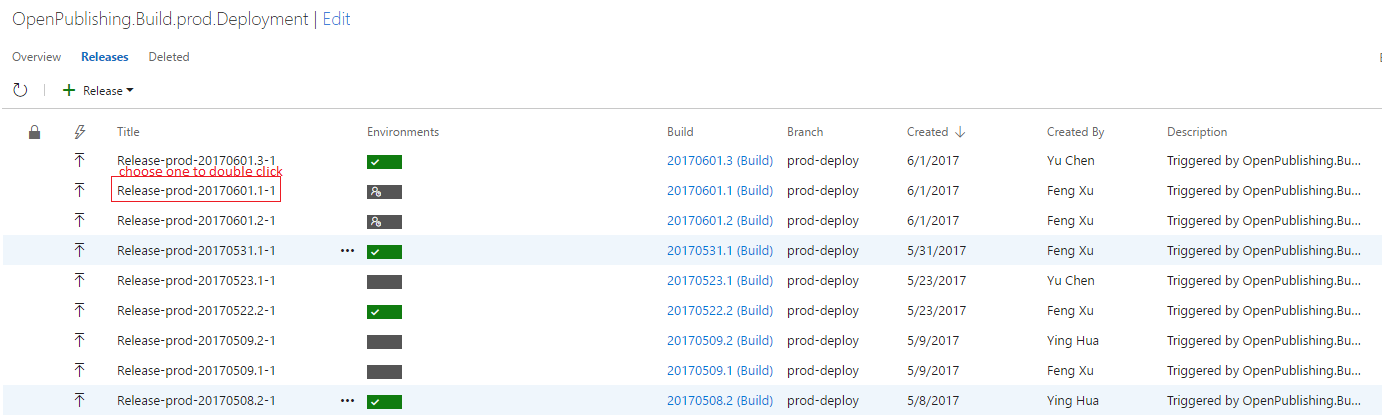 OpenPublishing.Build.prod.Deployment | Edit
Overview Releases Deleted
Release
Title Environments Build Branch Created Created By Description
Release-prod-20170601.3-1 20170601.3 (Build) prod-deploy 6/1/2017 Yu Chen Triggered by OpenPublishing.Bu...
choose one to double click
Release-prod-20170601.1-1 20170601.1 (Build) prod-deploy 6/1/2017 Feng Xu Triggered by OpenPublishing.Bu...
Release-prod-20170601.2-1 20170601.2 (Build) prod-deploy 6/1/2017 Feng Xu Triggered by OpenPublishing.Bu...
Release-prod-20170531.1-1 ... 20170531.1 (Build) prod-deploy 5/31/2017 Feng Xu Triggered by OpenPublishing.Bu...
Release-prod-20170523.1-1 20170523.1 (Build) prod-deploy 5/23/2017 Yu Chen Triggered by OpenPublishing.Bu...
Release-prod-20170522.2-1 20170522.2 (Build) prod-deploy 5/23/2017 Feng Xu Triggered by OpenPublishing.Bu...
Release-prod-20170509.2-1 20170509.2 (Build) prod-deploy 5/9/2017 Ying Hua Triggered by OpenPublishing.Bu...
Release-prod-20170509.1-1 20170509.1 (Build) prod-deploy 5/9/2017 Feng Xu Triggered by OpenPublishing.Bu...
Release-prod-20170508.2-1 ... 20170508.2 (Build) prod-deploy 5/8/2017 Ying Hua Triggered by OpenPublishing.Bu...